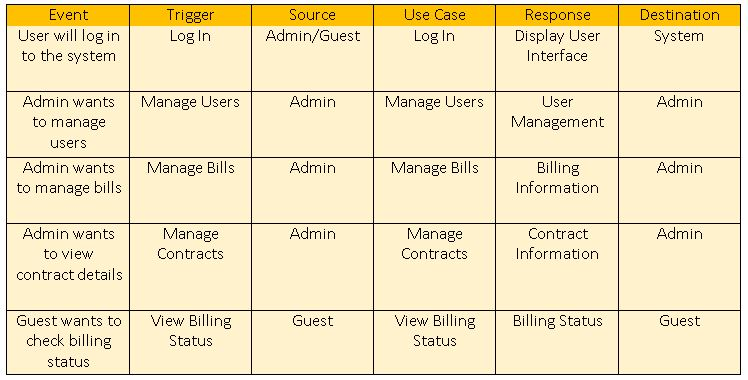 Event Trigger Source Use Case Response Destination
User will log in Log In Admin/Guest Log In Display User System
to the system Interface
Admin wants Manage Users Admin Manage Users User Admin
to manage Management
users
Admin wants Manage Bills Admin Manage Bills Billing Admin
to manage bills Information
Admin wants Manage Admin Manage Contract Admin
to view Contracts Contracts Information
contract details
Guest wants to View Billing Guest View Billing Billing Status Guest
check billing Status Status
status